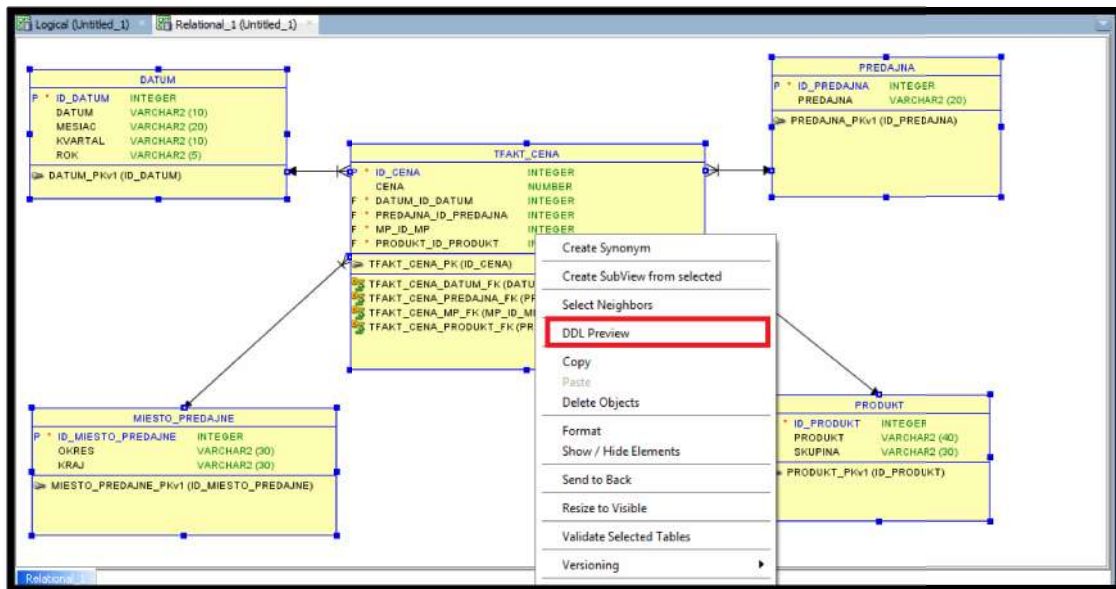 Logical (Untitled_1)
Relational_1 (Untitled_1)
DATUM
P * ID_DATUM INTEGER
DATUM VARCHAR2 (10)
MESIAC VARCHAR2 (20)
KVARTAL VARCHAR2 (10)
ROK VARCHAR2 (5)
DATUM_PKv1 (ID_DATUM)
PREDAJNA
P * ID_PREDAJNA INTEGER
PREDAJNA VARCHAR2 (20)
PREDAJNA_PKv1 (ID_PREDAJNA)
TFAKT_CENA
P * ID_CENA INTEGER
CENA NUMBER
F * DATUM_ID_DATUM INTEGER
F * PREDAJNA_ID_PREDAJNA INTEGER
F * MP_ID_MP INTEGER
F * PRODUKT_ID_PRODUKT
TFAKT_CENA_PK (ID_CENA)
TFAKT_CENA_DATUM_FK (DATU
TFAKT_CENA_PREDAJNA_FK (PR
TFAKT_CENA_MP_FK (MP_ID_M
TFAKT_CENA_PRODUKT_FK (PR
Create Synonym
Create SubView from selected
Select Neighbors
DDL Preview
Copy
Paste
Delete Objects
Format
Show / Hide Elements
Send to Back
Resize to Visible
Validate Selected Tables
Versioning
MIESTO_PREDAJNE
P * ID_MIESTO_PREDAJNE INTEGER
OKRES VARCHAR2 (30)
KRAJ VARCHAR2 (30)
MIESTO_PREDAJNE_PKv1 (ID_MIESTO_PREDAJNE)
PRODUKT
* ID_PRODUKT INTEGER
PRODUKT VARCHAR2 (40)
SKUPINA VARCHAR2 (30)
PRODUKT_PKv1 (ID_PRODUKT)
Relational_1